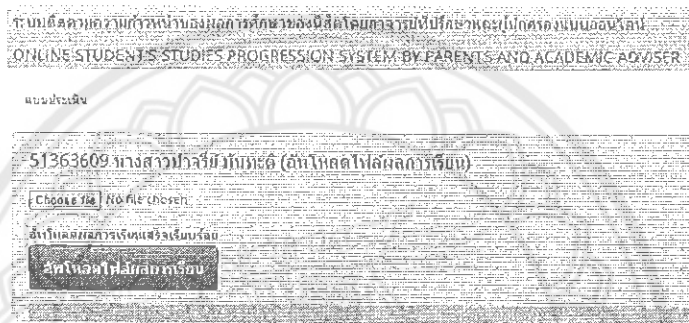 ระบบติดตามความก้าวหน้าของผลการศึกษาของนิสิตโดยอาจารย์ที่ปรึกษาและผู้ปกครองแบบออนไลน์
ONLINE STUDENT'S STUDIES PROGRESSION SYSTEM BY PARENTS AND ACADEMIC ADVISER
แบบประเมิน
51363609 นางสาวปาลรีย์ (อัพโหลดไฟล์ผลการเรียน)
Choose file No file chosen
อัพโหลดผลการเรียนเสร็จเรียบร้อย
อัพโหลดไฟล์ผลการเรียน